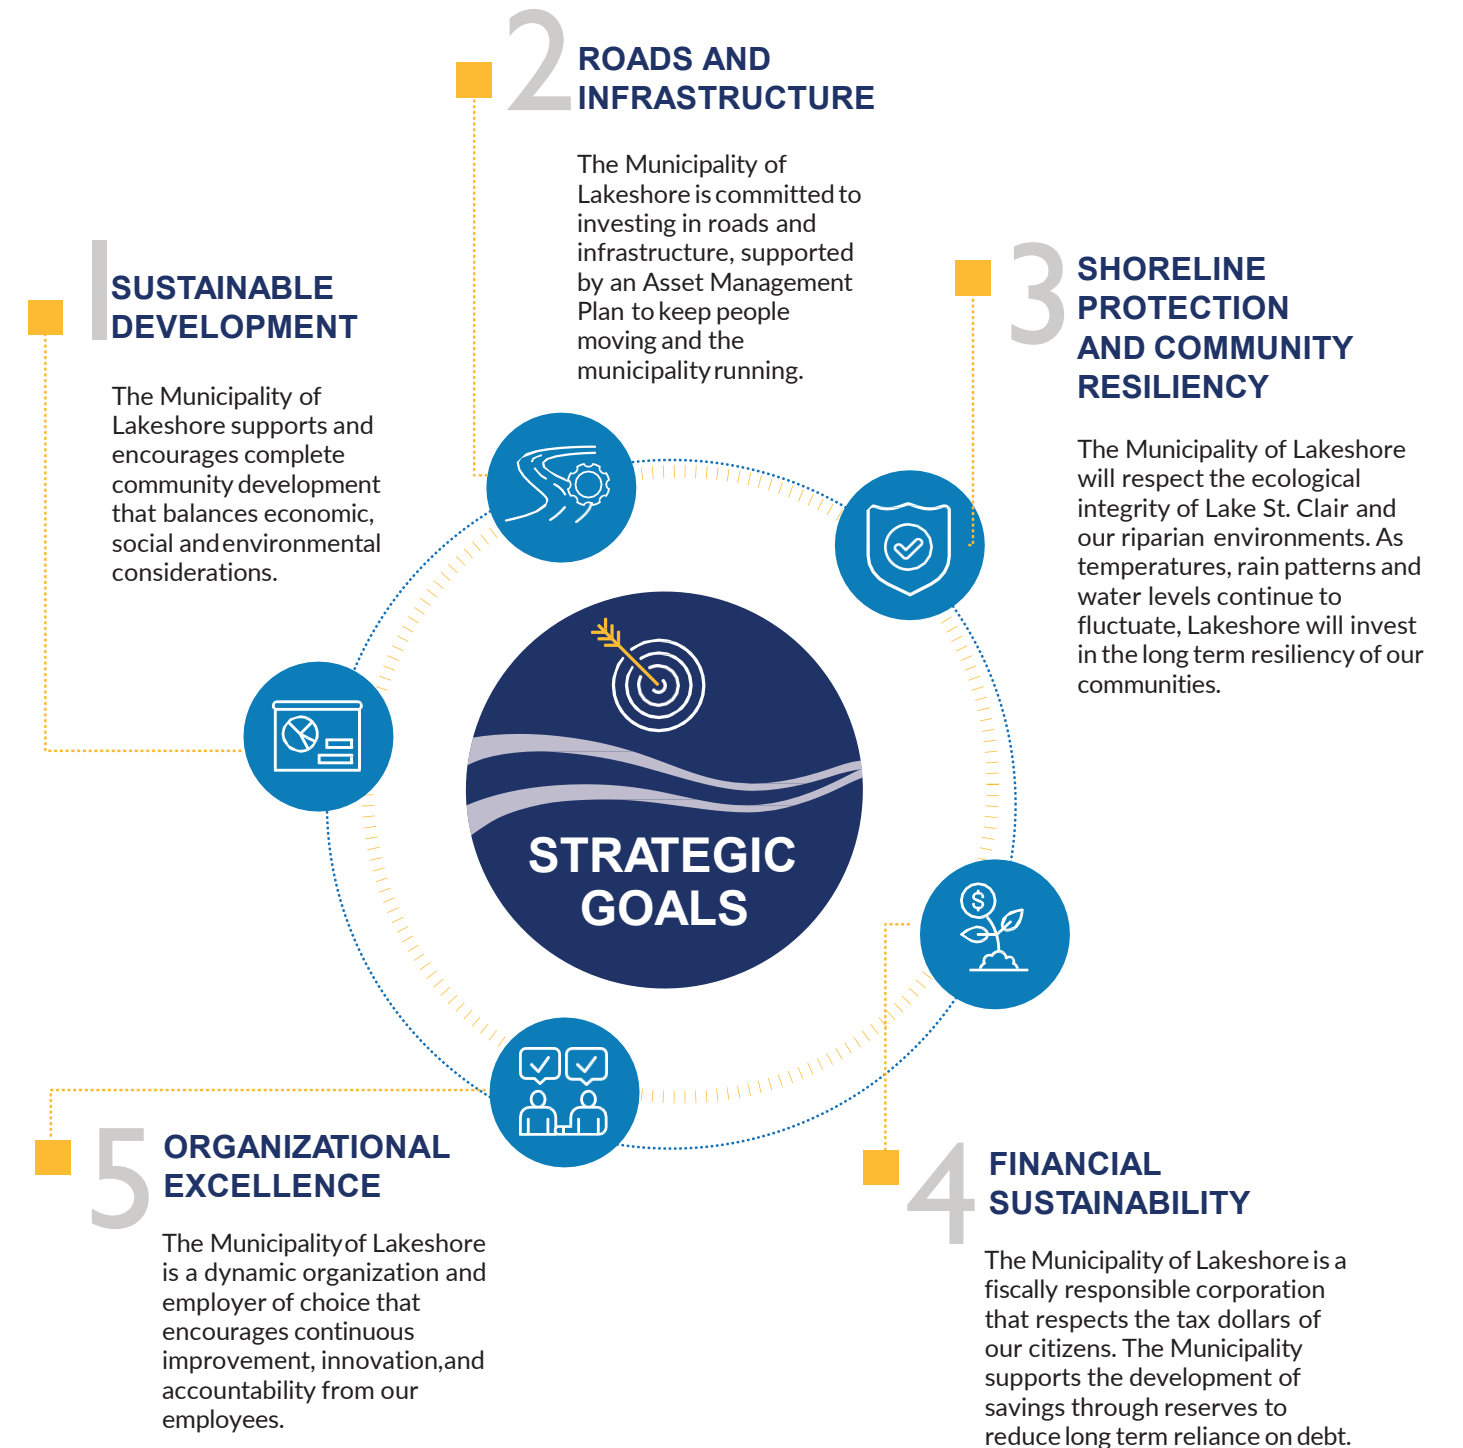 1
SUSTAINABLE
DEVELOPMENT
The Municipality of
Lakeshore supports and
encourages complete
community development
that balances economic,
social and environmental
considerations.
2
ROADS AND
INFRASTRUCTURE
The Municipality of
Lakeshore is committed to
investing in roads and
infrastructure, supported
by an Asset Management
Plan to keep people
moving and the
municipality running.
3
SHORELINE
PROTECTION
AND COMMUNITY
RESILIENCY
The Municipality of Lakeshore
will respect the ecological
integrity of Lake St. Clair and
our riparian environments. As
temperatures, rain patterns and
water levels continue to
fluctuate, Lakeshore will invest
in the long term resiliency of our
communities.
$
STRATEGIC
GOALS
4
FINANCIAL
SUSTAINABILITY
The Municipality of Lakeshore is a
fiscally responsible corporation
that respects the tax dollars of
our citizens. The Municipality
supports the development of
savings through reserves to
reduce long term reliance on debt.
5
ORGANIZATIONAL
EXCELLENCE
The Municipality of Lakeshore
is a dynamic organization and
employer of choice that
encourages continuous
improvement, innovation, and
accountability from our
employees.